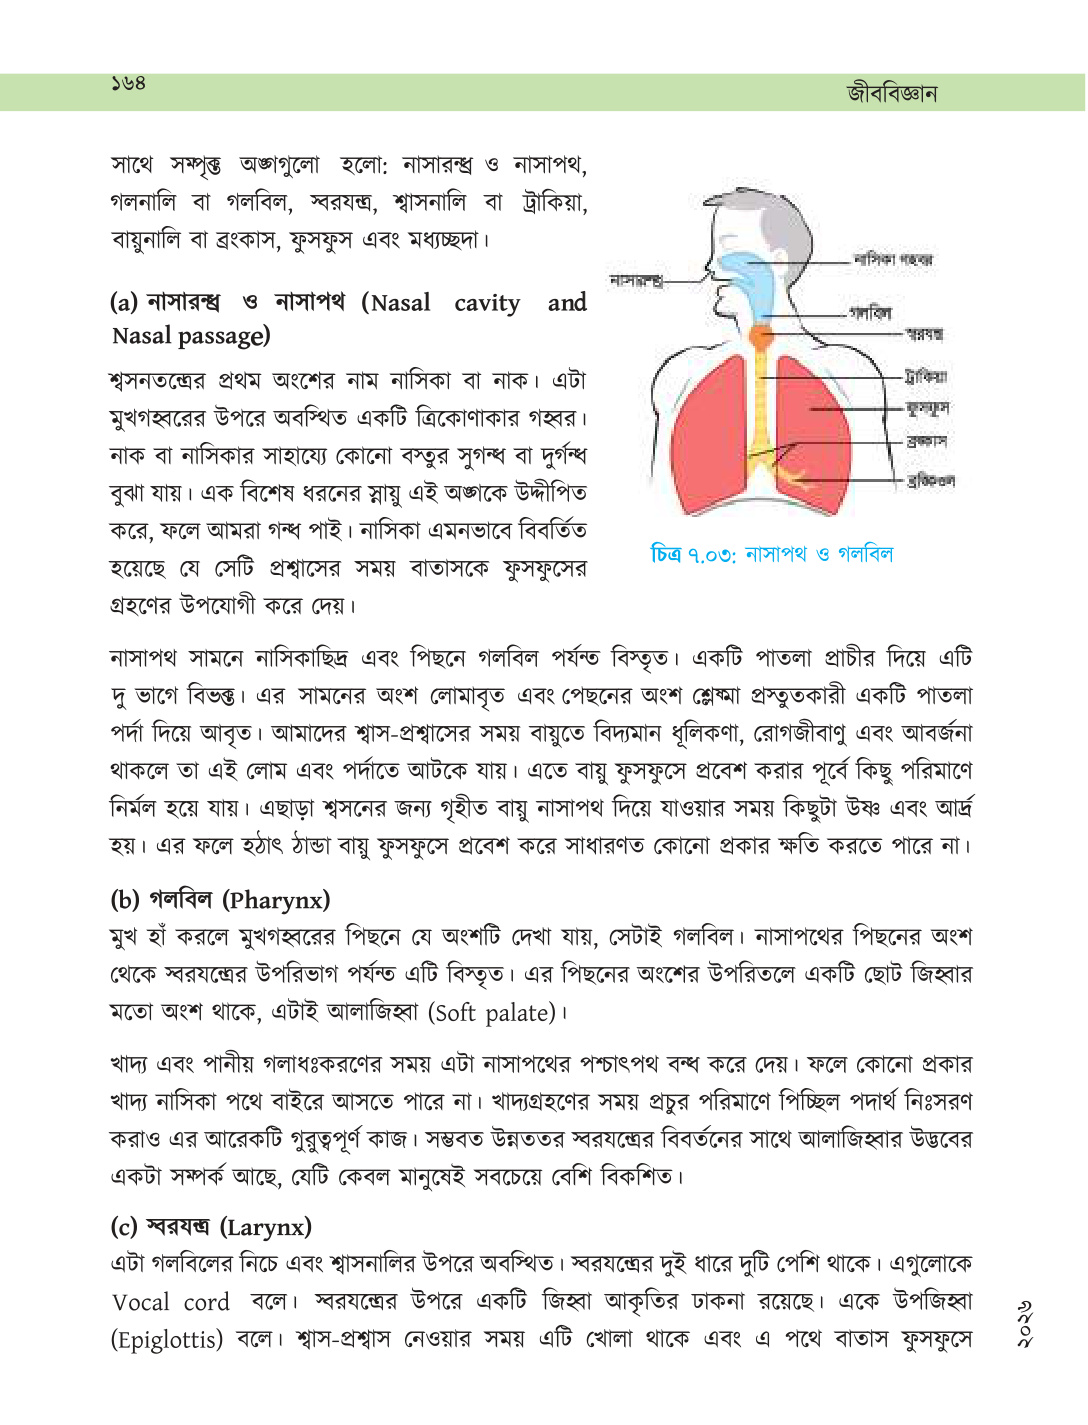 ১৬৪
জীববিজ্ঞান
সাথে সম্পৃক্ত অঙ্গগুলো হলো: নাসারন্ধ্র ও নাসাপথ,
গলনালি বা গলবিল, স্বরযন্ত্র, শ্বাসনালি বা ট্রাকিয়া,
বায়ুনালি বা ব্রংকাস, ফুসফুস এবং মধ্যচ্ছদা।
(a) নাসারন্ধ্র ও নাসাপথ (Nasal cavity and
Nasal passage)
শ্বসনতন্ত্রের প্রথম অংশের নাম নাসিকা বা নাক। এটা
মুখগহ্বরের উপরে অবস্থিত একটি ত্রিকোণাকার গহ্বর।
নাক বা নাসিকার সাহায্যে কোনো বস্তুর সুগন্ধ বা দুর্গন্ধ
বুঝা যায়। এক বিশেষ ধরনের স্নায়ু এই অঙ্গকে উদ্দীপিত
করে, ফলে আমরা গন্ধ পাই। নাসিকা এমনভাবে বিবর্তিত
হয়েছে যে সেটি প্রশ্বাসের সময় বাতাসকে ফুসফুসের
গ্রহণের উপযোগী করে দেয়।
নাসিকা গহবর
নাসারন্ধ্র
গলবিল
স্বরযন্ত্র
ট্রাকিয়া
ফুসফুস
ব্রঙ্কাস
ব্রঙ্কিওল
চিত্র ৭.০৩: নাসাপথ ও গলবিল
নাসাপথ সামনে নাসিকাছিদ্র এবং পিছনে গলবিল পর্যন্ত বিস্তৃত। একটি পাতলা প্রাচীর দিয়ে এটি
দু ভাগে বিভক্ত। এর সামনের অংশ লোমাবৃত এবং পেছনের অংশ শ্লেষ্মা প্রস্তুতকারী একটি পাতলা
পর্দা দিয়ে আবৃত। আমাদের শ্বাস-প্রশ্বাসের সময় বায়ুতে বিদ্যমান ধূলিকণা, রোগজীবাণু এবং আবর্জনা
থাকলে তা এই লোম এবং পর্দাতে আটকে যায়। এতে বায়ু ফুসফুসে প্রবেশ করার পূর্বে কিছু পরিমাণে
নির্মল হয়ে যায়। এছাড়া শ্বসনের জন্য গৃহীত বায়ু নাসাপথ দিয়ে যাওয়ার সময় কিছুটা উষ্ণ এবং আর্দ্র
হয়। এর ফলে হঠাৎ ঠান্ডা বায়ু ফুসফুসে প্রবেশ করে সাধারণত কোনো প্রকার ক্ষতি করতে পারে না।
(b) গলবিল (Pharynx)
মুখ হাঁ করলে মুখগহ্বরের পিছনে যে অংশটি দেখা যায়, সেটাই গলবিল। নাসাপথের পিছনের অংশ
থেকে স্বরযন্ত্রের উপরিভাগ পর্যন্ত এটি বিস্তৃত। এর পিছনের অংশের উপরিতলে একটি ছোট জিহ্বার
মতো অংশ থাকে, এটাই আলাজিহ্বা (Soft palate)।
খাদ্য এবং পানীয় গলাধঃকরণের সময় এটা নাসাপথের পশ্চাৎপথ বন্ধ করে দেয়। ফলে কোনো প্রকার
খাদ্য নাসিকা পথে বাইরে আসতে পারে না। খাদ্যগ্রহণের সময় প্রচুর পরিমাণে পিচ্ছিল পদার্থ নিঃসরণ
করাও এর আরেকটি গুরুত্বপূর্ণ কাজ। সম্ভবত উন্নততর স্বরযন্ত্রের বিবর্তনের সাথে আলাজিহ্বার উদ্ভবের
একটা সম্পর্ক আছে, যেটি কেবল মানুষেই সবচেয়ে বেশি বিকশিত।
(c) স্বরযন্ত্র (Larynx)
এটা গলবিলের নিচে এবং শ্বাসনালির উপরে অবস্থিত। স্বরযন্ত্রের দুই ধারে দুটি পেশি থাকে। এগুলোকে
Vocal cord বলে। স্বরযন্ত্রের উপরে একটি জিহ্বা আকৃতির ঢাকনা রয়েছে। একে উপজিহ্বা
(Epiglottis) বলে। শ্বাস-প্রশ্বাস নেওয়ার সময় এটি খোলা থাকে এবং এ পথে বাতাস ফুসফুসে
২০২৬